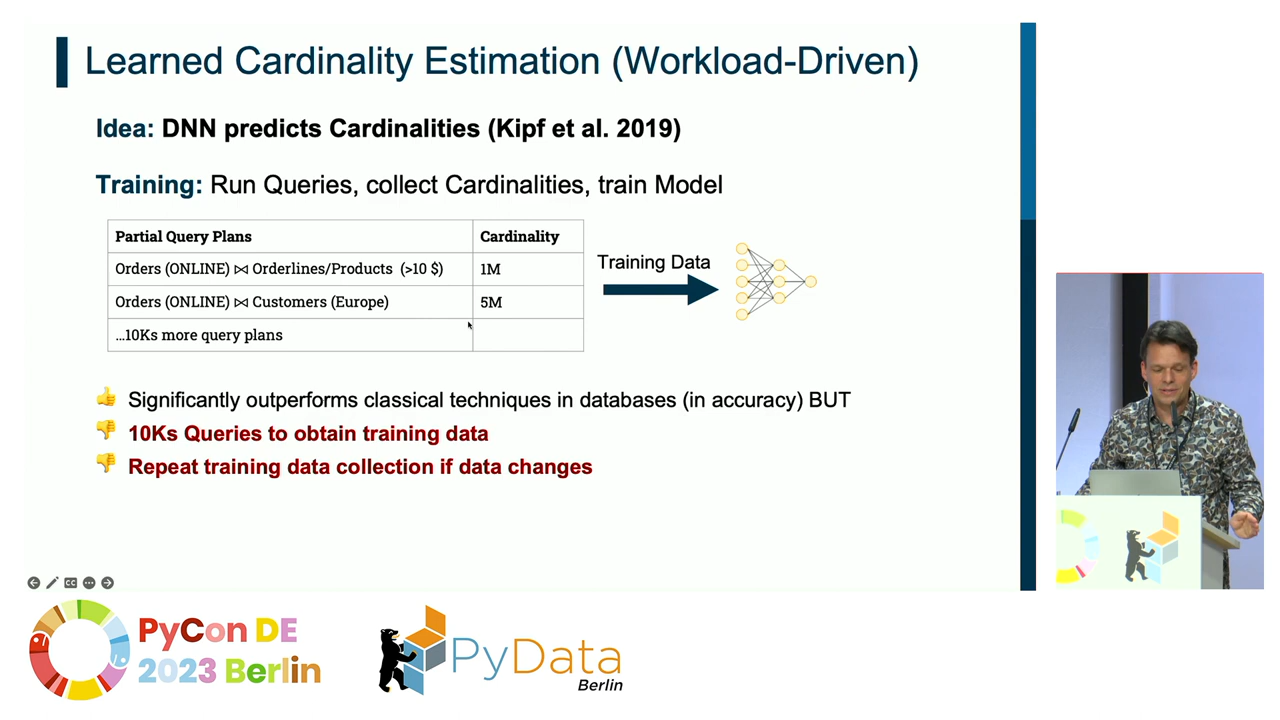 Learned Cardinality Estimation (Workload-Driven)
Idea: DNN predicts Cardinalities (Kipf et al. 2019)
Training: Run Queries, collect Cardinalities, train Model
Partial Query Plans Cardinality
Orders (ONLINE) ⋈ Orderlines/Products (>10 $) 1M
Orders (ONLINE) ⋈ Customers (Europe) 5M
...10Ks more query plans
Training Data
👍 Significantly outperforms classical techniques in databases (in accuracy) BUT
👎 10Ks Queries to obtain training data
👎 Repeat training data collection if data changes
CC
PyCon DE
2023 Berlin
PyData
Berlin